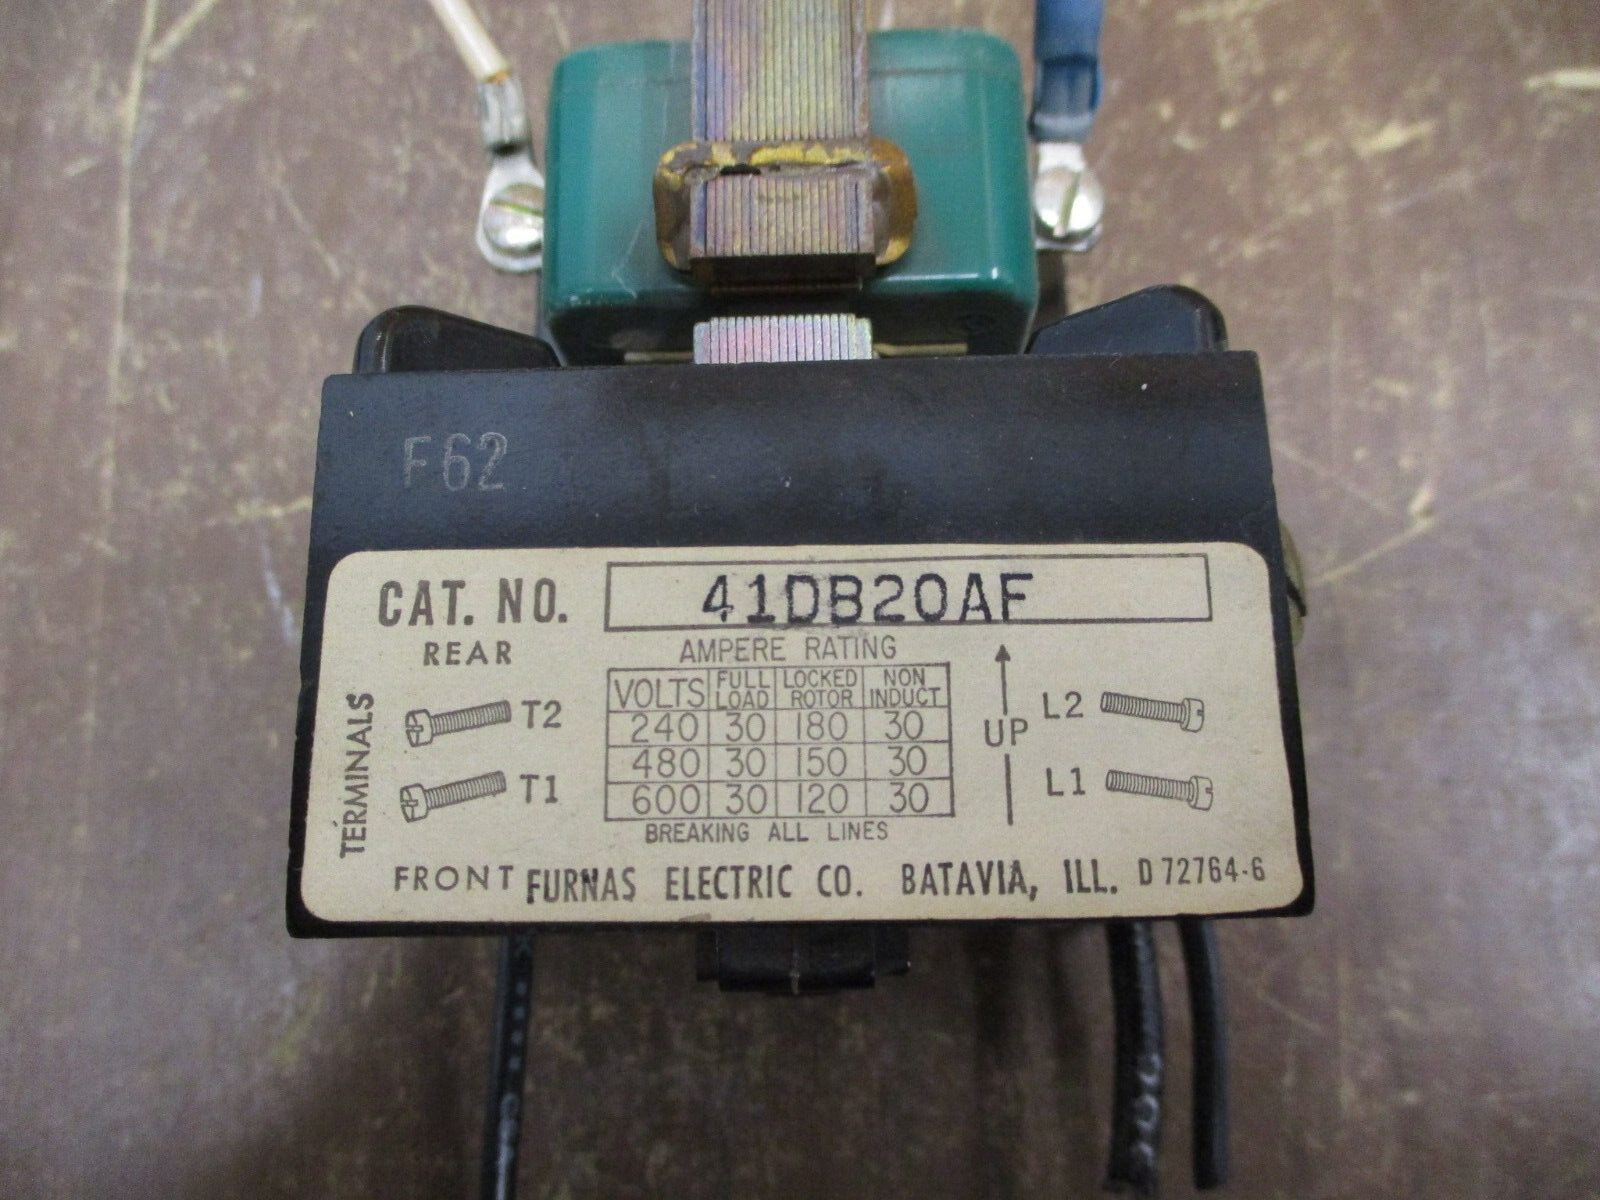 F62
CAT. NO. 41DB20AF
REAR
AMPERE RATING
TERMINALS
VOLTS FULL LOAD LOCKED ROTOR NON INDUCT
240 30 180 30
480 30 150 30
600 30 120 30
BREAKING ALL LINES
T2
T1
UP
L2
L1
FRONT FURNAS ELECTRIC CO. BATAVIA, ILL. D 72764-6